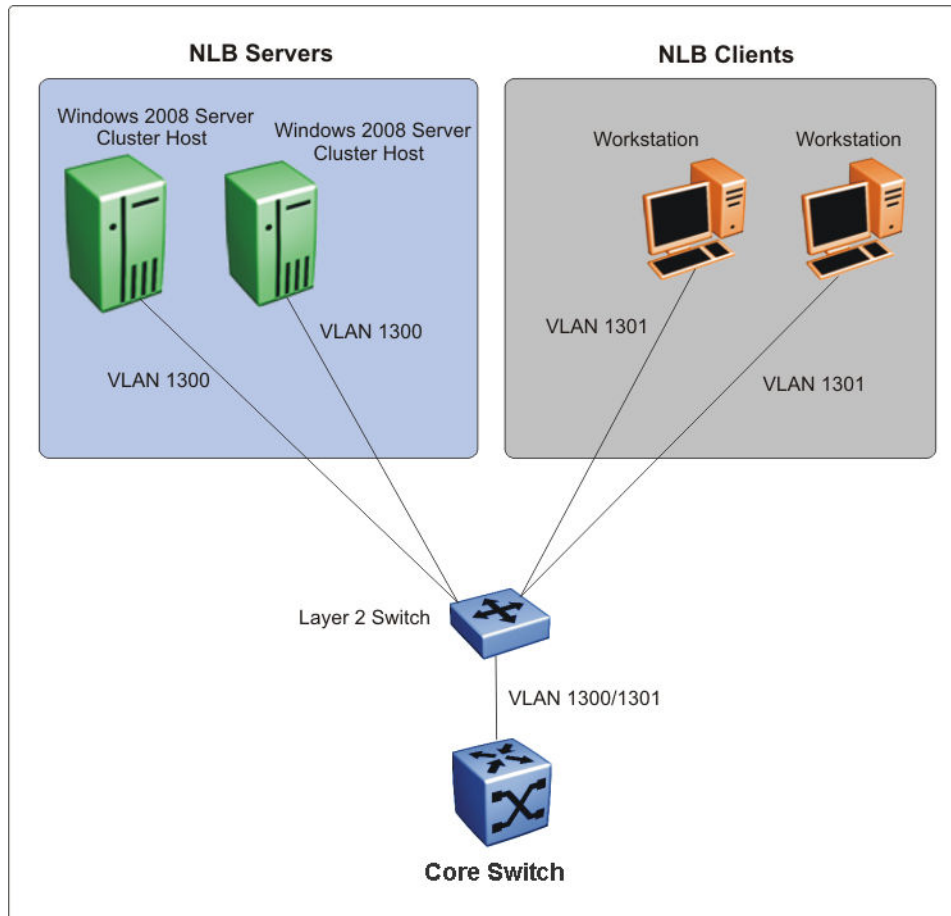 NLB Servers
NLB Clients
Windows 2008 Server
Cluster Host
Windows 2008 Server
Cluster Host
Workstation
Workstation
VLAN 1300
VLAN 1300
VLAN 1301
VLAN 1301
Layer 2 Switch
VLAN 1300/1301
Core Switch